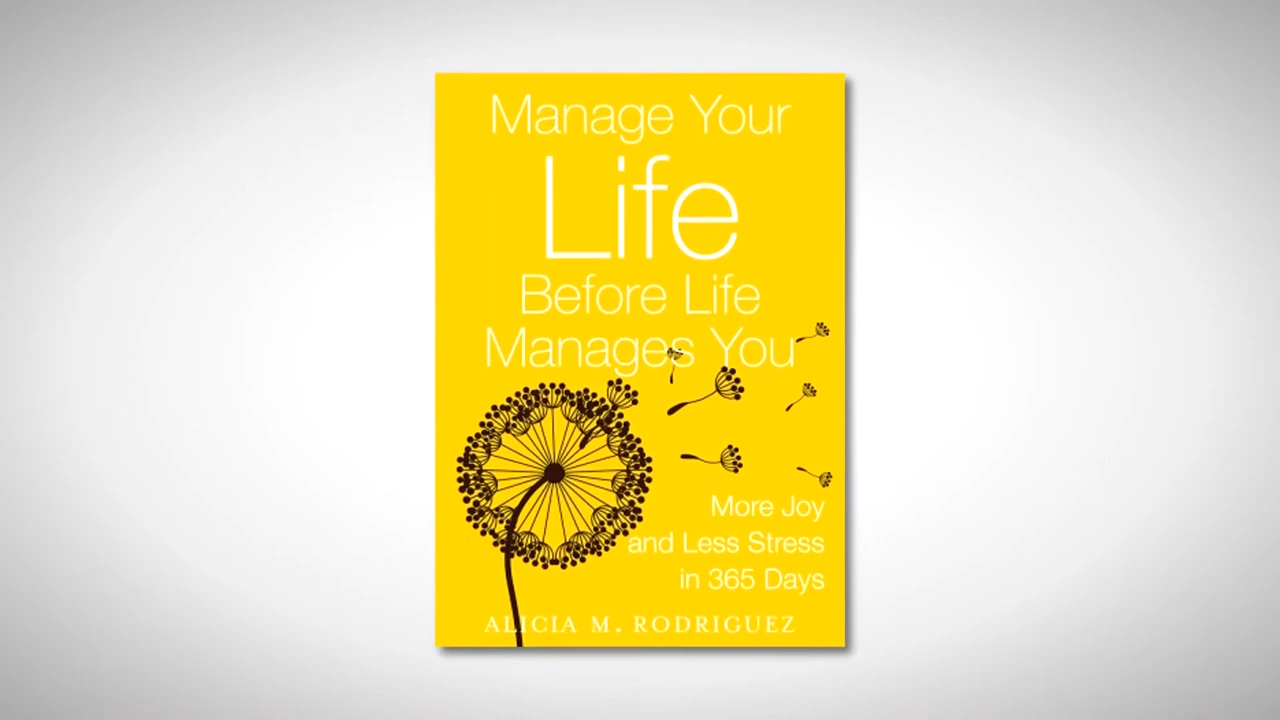 Manage Your
Life
Before Life
Manages You
More Joy
and Less Stress
in 365 Days
ALICIA M. RODRIGUEZ